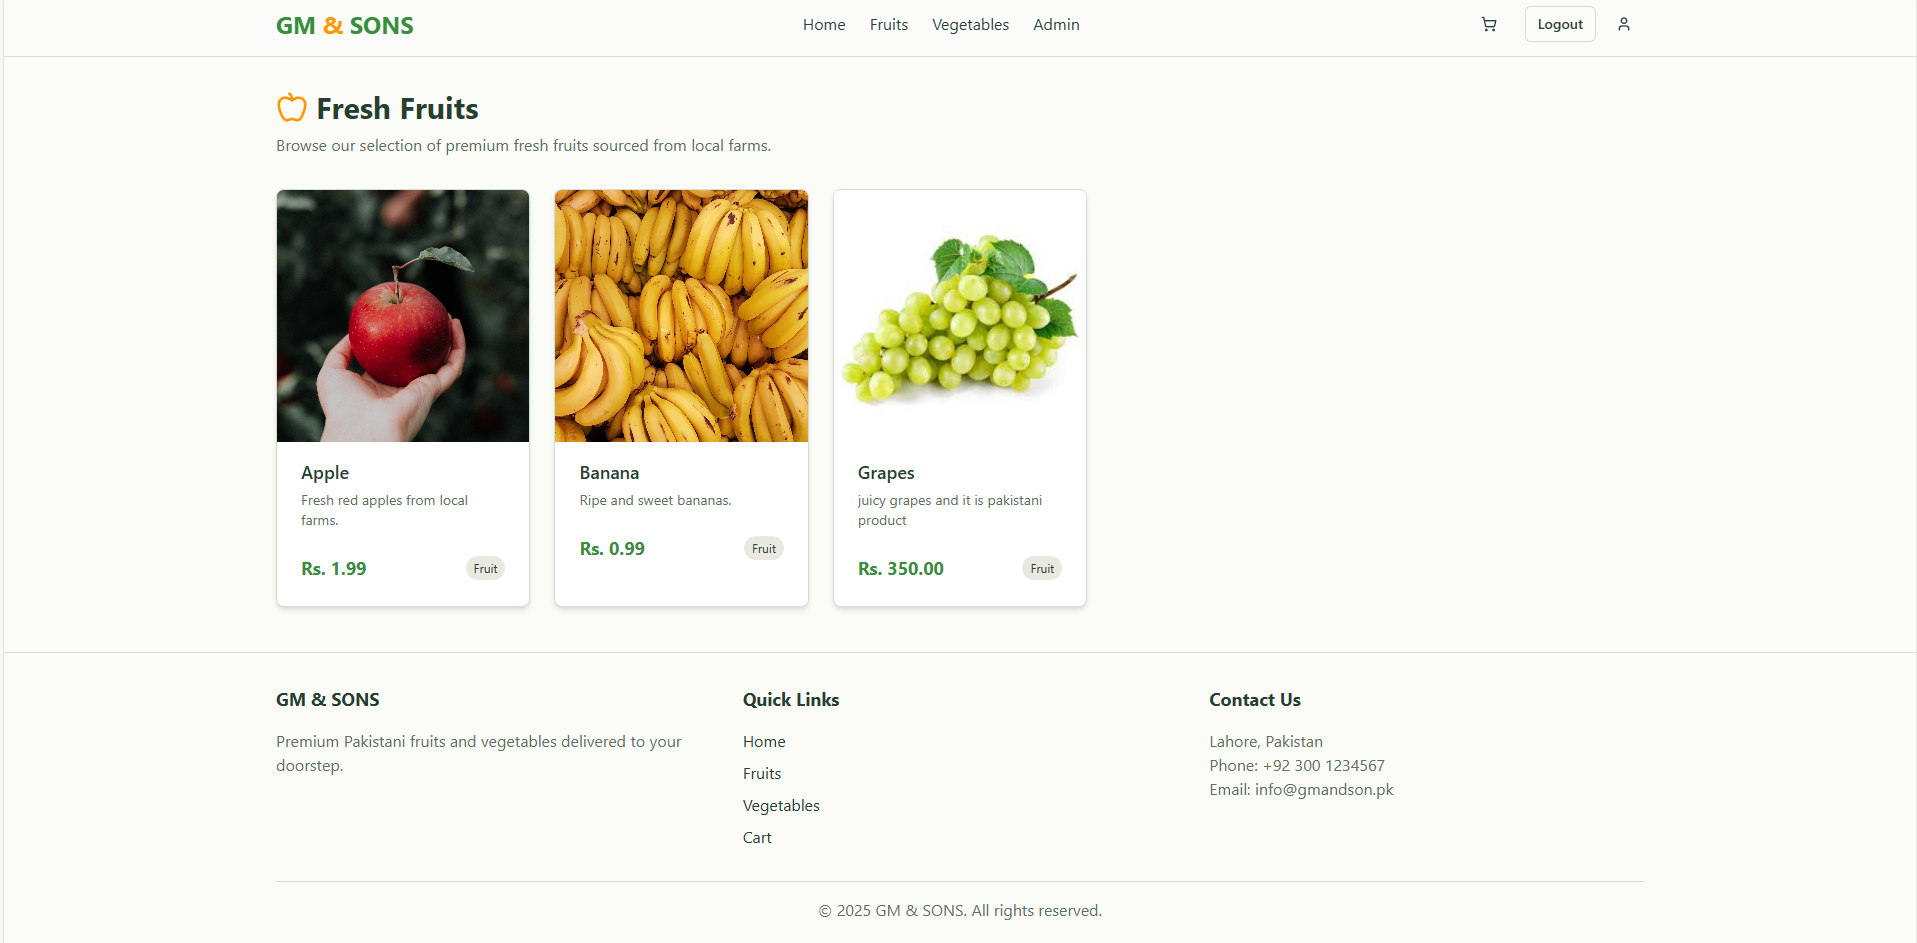 GM & SONS
Home Fruits Vegetables Admin
Logout
Fresh Fruits
Browse our selection of premium fresh fruits sourced from local farms.
Apple
Fresh red apples from local
farms.
Rs. 1.99 Fruit
Banana
Ripe and sweet bananas.
Rs. 0.99 Fruit
Grapes
juicy grapes and it is pakistani
product
Rs. 350.00 Fruit
GM & SONS
Premium Pakistani fruits and vegetables delivered to your
doorstep.
Quick Links
Home
Fruits
Vegetables
Cart
Contact Us
Lahore, Pakistan
Phone: +92 300 1234567
Email: info@gmandson.pk
© 2025 GM & SONS. All rights reserved.